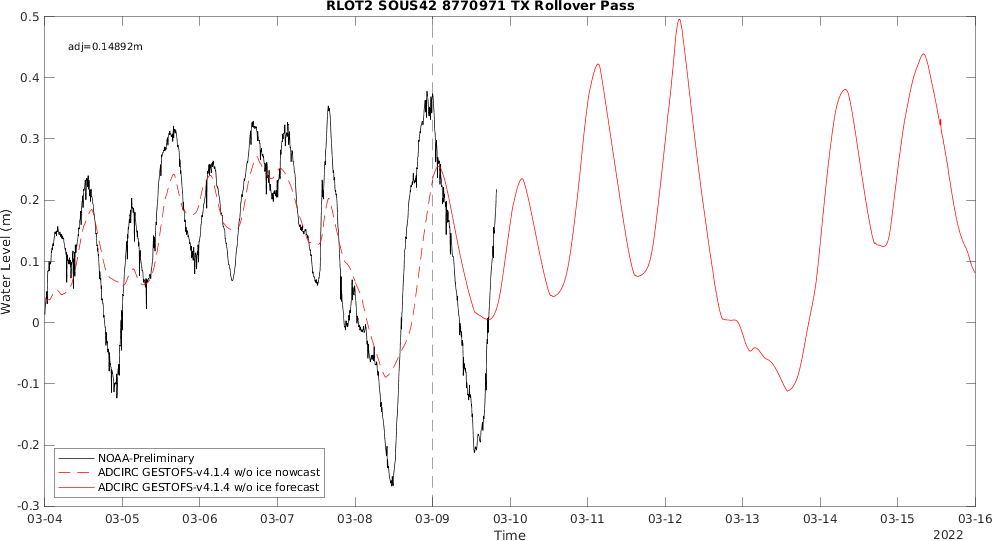 RLOT2 SOUS42 8770971 TX Rollover Pass
adj=0.14892m
Water Level (m)
0.5
0.4
0.3
0.2
0.1
0
-0.1
-0.2
-0.3
NOAA-Preliminary
ADCIRC GESTOFS-v4.1.4 w/o ice nowcast
ADCIRC GESTOFS-v4.1.4 w/o ice forecast
03-04 03-05 03-06 03-07 03-08 03-09 03-10 03-11 03-12 03-13 03-14 03-15 03-16
Time
2022